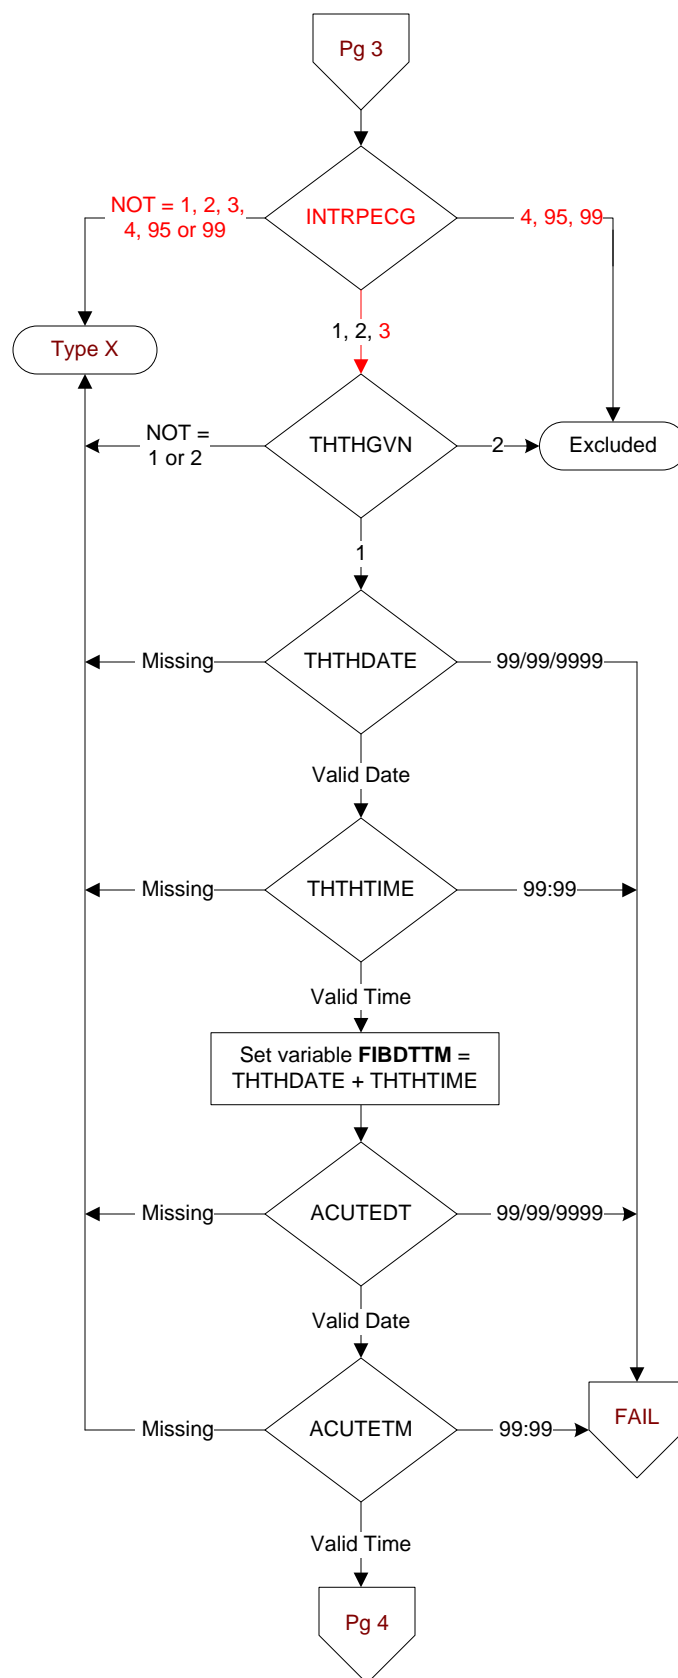 Pg 3
NOT = 1, 2, 3,
4, 95 or 99
INTRPECG
4, 95, 99
1, 2, 3
Type X
NOT =
1 or 2
THTHGVN
2
Excluded
1
Missing
THTHDATE
99/99/9999
Valid Date
Missing
THTHTIME
99:99
Valid Time
Set variable FIBDTTM =
THTHDATE + THTHTIME
Missing
ACUTEDT
99/99/9999
Valid Date
Missing
ACUTETM
99:99
FAIL
Valid Time
Pg 4